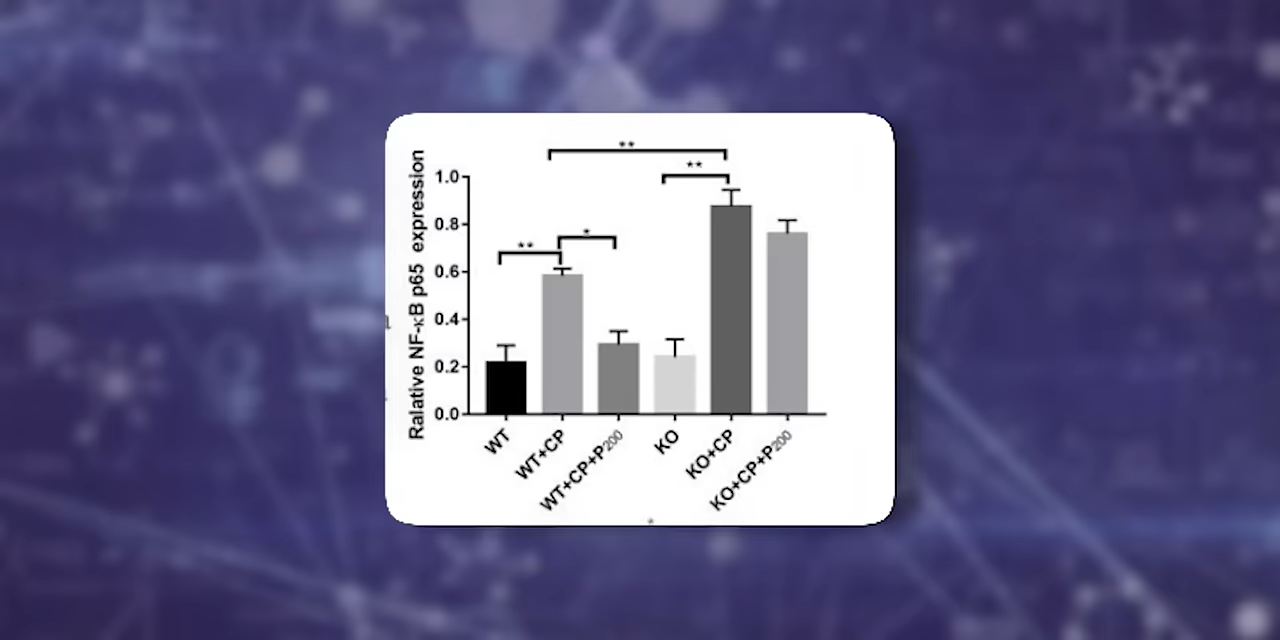 Ralative NF-κB p65 expression
**
**
1.0
0.8
*
**
0.6
0.4
0.2
0.0
WT
WT+CP
WT+CP+P200
KO
KO+CP
KO+CP+P200
*